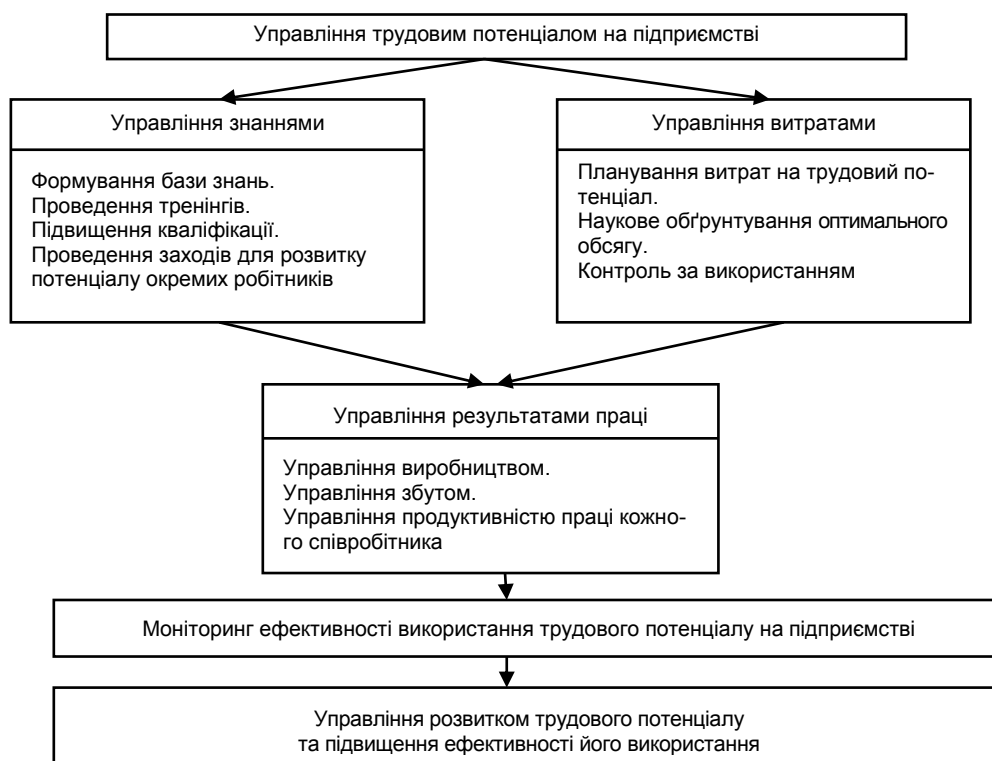 Управління трудовим потенціалом на підприємстві
Управління знаннями
Формування бази знань.
Проведення тренінгів.
Підвищення кваліфікації.
Проведення заходів для розвитку
потенціалу окремих робітників
Управління витратами
Планування витрат на трудовий по-
тенціал.
Наукове обґрунтування оптимального
обсягу.
Контроль за використанням
Управління результатами праці
Управління виробництвом.
Управління збутом.
Управління продуктивністю праці кожно-
го співробітника
Моніторинг ефективності використання трудового потенціалу на підприємстві
Управління розвитком трудового потенціалу
та підвищення ефективності його використання